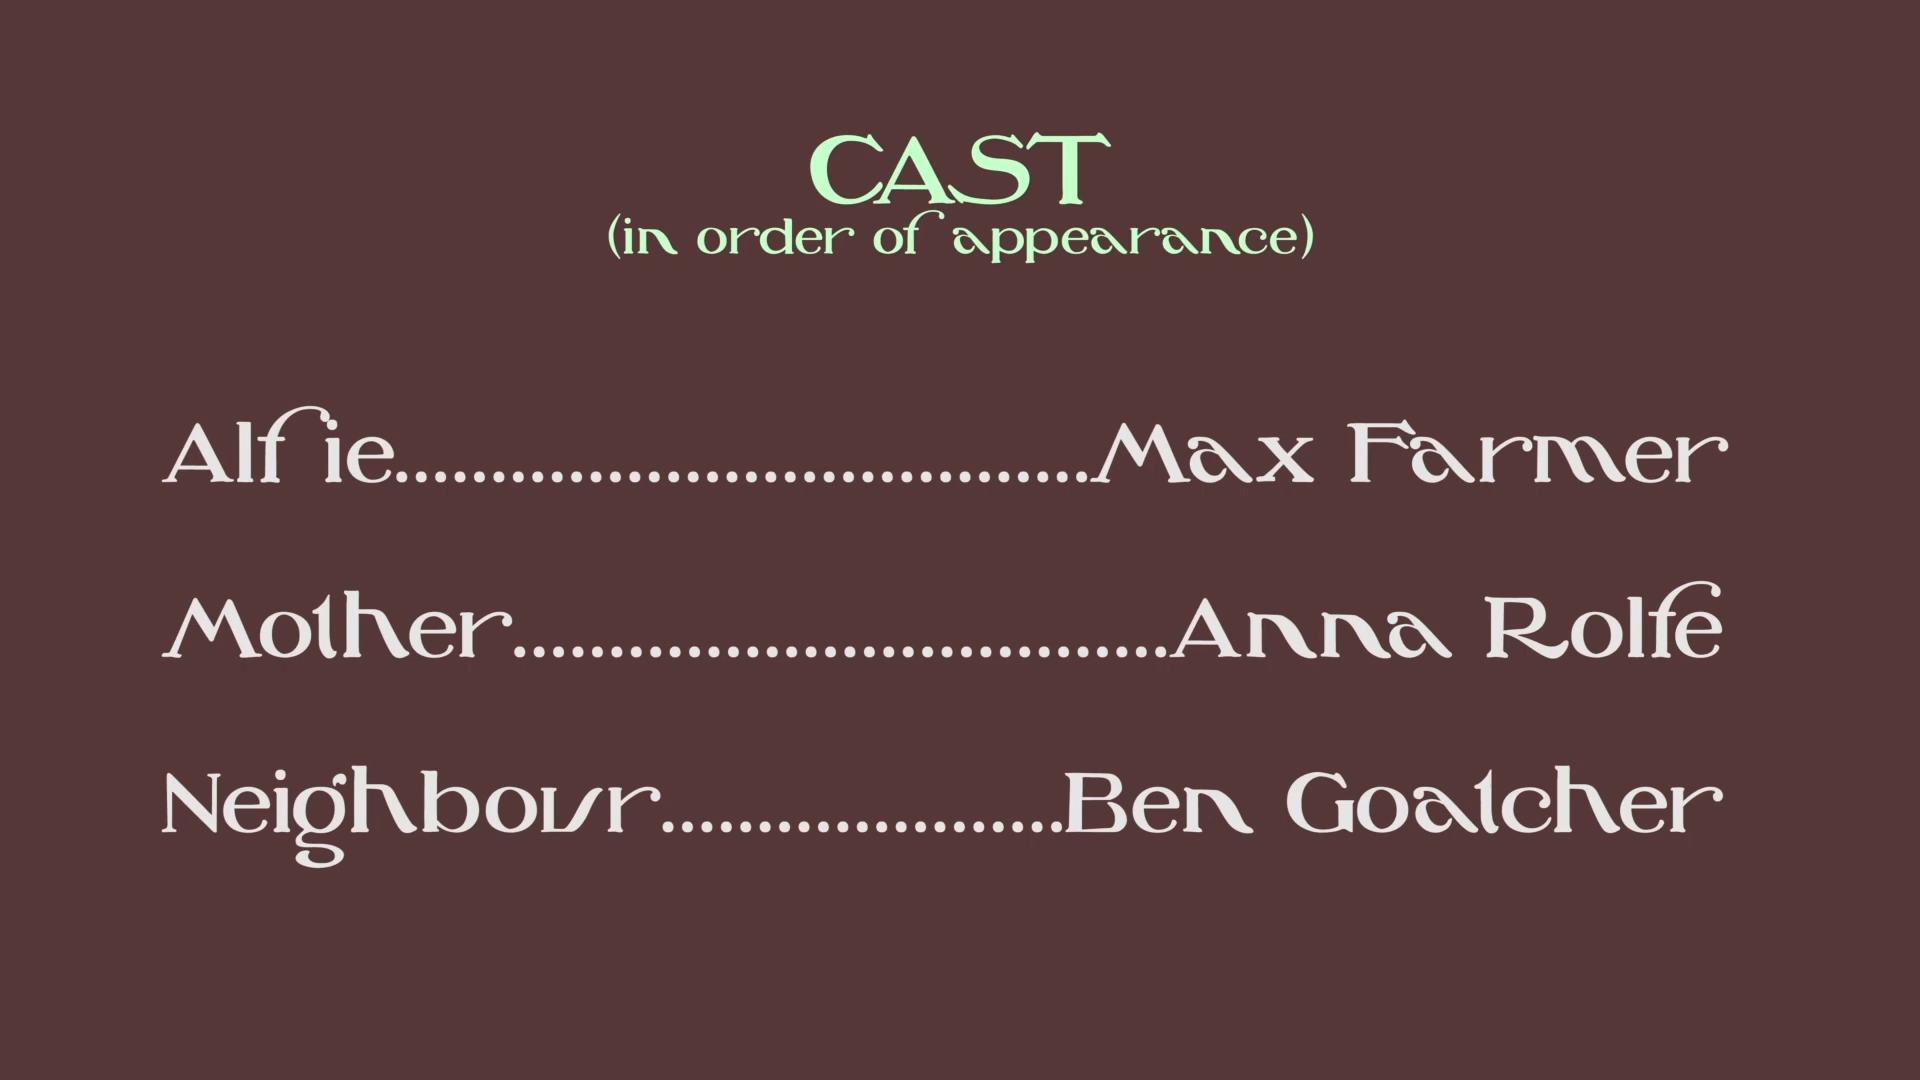 CAST
(in order of appearance)
Alfie....................................Max Farmer
Mother..................................Anna Rolfe
Neighbour.....................Ben Goatcher